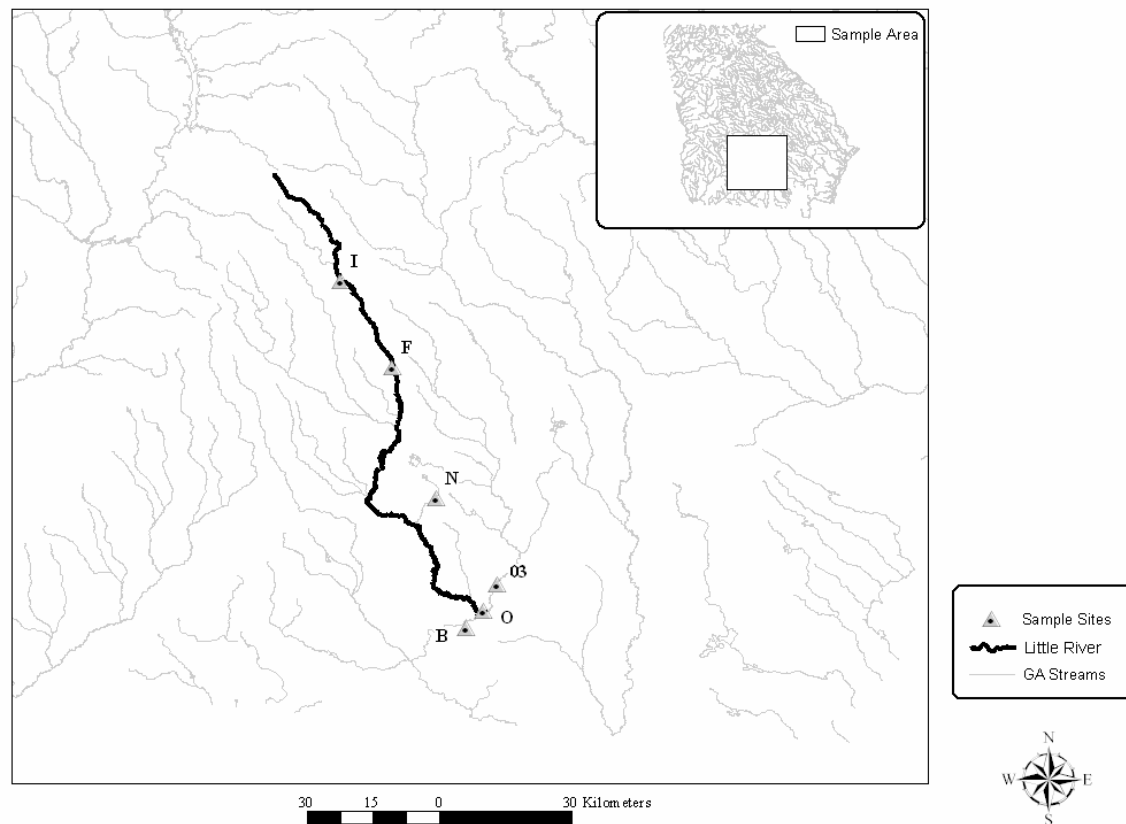 Sample Area
I
F
N
03
O
B
Sample Sites
Little River
GA Streams
N
W E
S
30 15 0 30 Kilometers